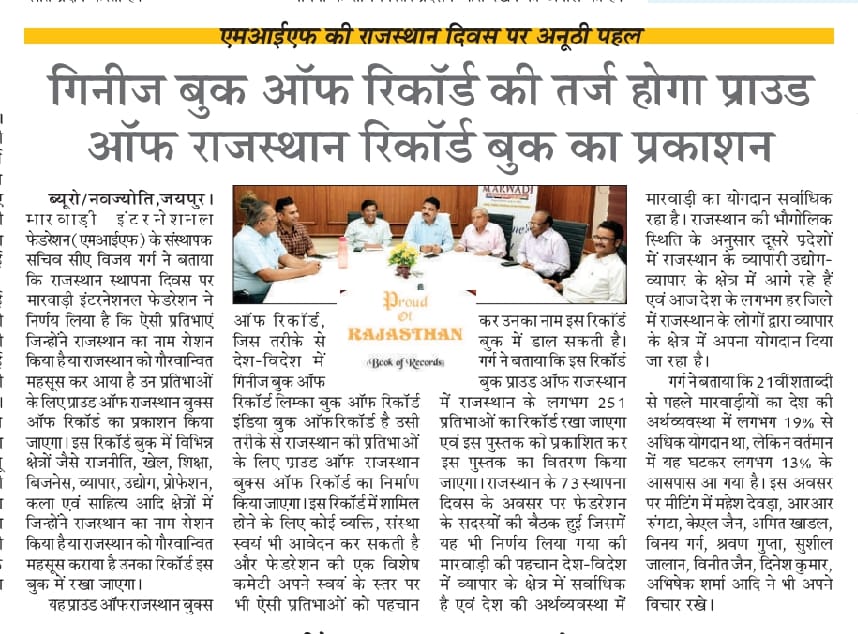 एमआईएफ की राजस्थान दिवस पर अनूठी पहल
गिनीज बुक ऑफ रिकॉर्ड की तर्ज होगा प्राउड
ऑफ राजस्थान रिकॉर्ड बुक का प्रकाशन
ब्यूरो/नवज्योति,जयपुर।
मारवाड़ी इंटरनेशनल
फेडरेशन(एमआईएफ) के संस्थापक
सचिव सीए विजय गर्ग ने बताया
कि राजस्थान स्थापना दिवस पर
मारवाड़ी इंटरनेशनल फेडरेशन ने
निर्णय लिया है कि ऐसी प्रतिभाएं
जिन्होंने राजस्थान का नाम रोशन
किया है या राजस्थान को गौरवान्वित
महसूस कर आया है उन प्रतिभाओं
के लिए प्राउड ऑफ राजस्थान बुक्स
ऑफ रिकॉर्ड का प्रकाशन किया
जाएगा। इस रिकॉर्ड बुक में विभिन्न
क्षेत्रों जैसे राजनीति, खेल, शिक्षा,
बिजनेस, व्यापार, उद्योग, प्रोफेशन,
कला एवं साहित्य आदि क्षेत्रों में
जिन्होंने राजस्थान का नाम रोशन
किया है या राजस्थान को गौरवान्वित
महसूस कराया है उनका रिकॉर्ड इस
बुक में रखा जाएगा।
यह प्राउड ऑफ राजस्थान बुक्स
MARWADI
Proud
Of
RAJASTHAN
Book of Records
ऑफ रिकॉर्ड,
जिस तरीके से
देश-विदेश में
गिनीज बुक ऑफ
रिकॉर्ड लिम्का बुक ऑफ रिकॉर्ड
इंडिया बुक ऑफ रिकॉर्ड है उसी
तरीके से राजस्थान की प्रतिभाओं
के लिए प्राउड ऑफ राजस्थान
बुक्स ऑफ रिकॉर्ड का निर्माण
किया जाएगा। इस रिकॉर्ड में शामिल
होने के लिए कोई व्यक्ति, संस्था
स्वयं भी आवेदन कर सकती है
और फेडरेशन की एक विशेष
कमेटी अपने स्वयं के स्तर पर
भी ऐसी प्रतिभाओं को पहचान
कर उनका नाम इस रिकॉर्ड
बुक में डाल सकती है।
गर्ग ने बताया कि इस रिकॉर्ड
बुक प्राउड ऑफ राजस्थान
में राजस्थान के लगभग 251
प्रतिभाओं का रिकॉर्ड रखा जाएगा
एवं इस पुस्तक को प्रकाशित कर
इस पुस्तक का वितरण किया
जाएगा। राजस्थान के 73 स्थापना
दिवस के अवसर पर फेडरेशन
के सदस्यों की बैठक हुई जिसमें
यह भी निर्णय लिया गया की
मारवाड़ी की पहचान देश-विदेश
में व्यापार के क्षेत्र में सर्वाधिक
है एवं देश की अर्थव्यवस्था में
मारवाड़ी का योगदान सर्वाधिक
रहा है। राजस्थान की भौगोलिक
स्थिति के अनुसार दूसरे प्रदेशों
में राजस्थान के व्यापारी उद्योग-
व्यापार के क्षेत्र में आगे रहे हैं
एवं आज देश के लगभग हर जिले
में राजस्थान के लोगों द्वारा व्यापार
के क्षेत्र में अपना योगदान दिया
जा रहा है।
गर्ग ने बताया कि 21वीं शताब्दी
से पहले मारवाड़ीयों का देश की
अर्थव्यवस्था में लगभग 19% से
अधिक योगदान था, लेकिन वर्तमान
में यह घटकर लगभग 13% के
आसपास आ गया है। इस अवसर
पर मीटिंग में महेश देवड़ा, आरआर
रुंगटा, केएल जैन, अमित खाडल,
विनय गर्ग, श्रवण गुप्ता, सुशील
जालान, विनीत जैन, दिनेश कुमार,
अभिषेक शर्मा आदि ने भी अपने
विचार रखे।